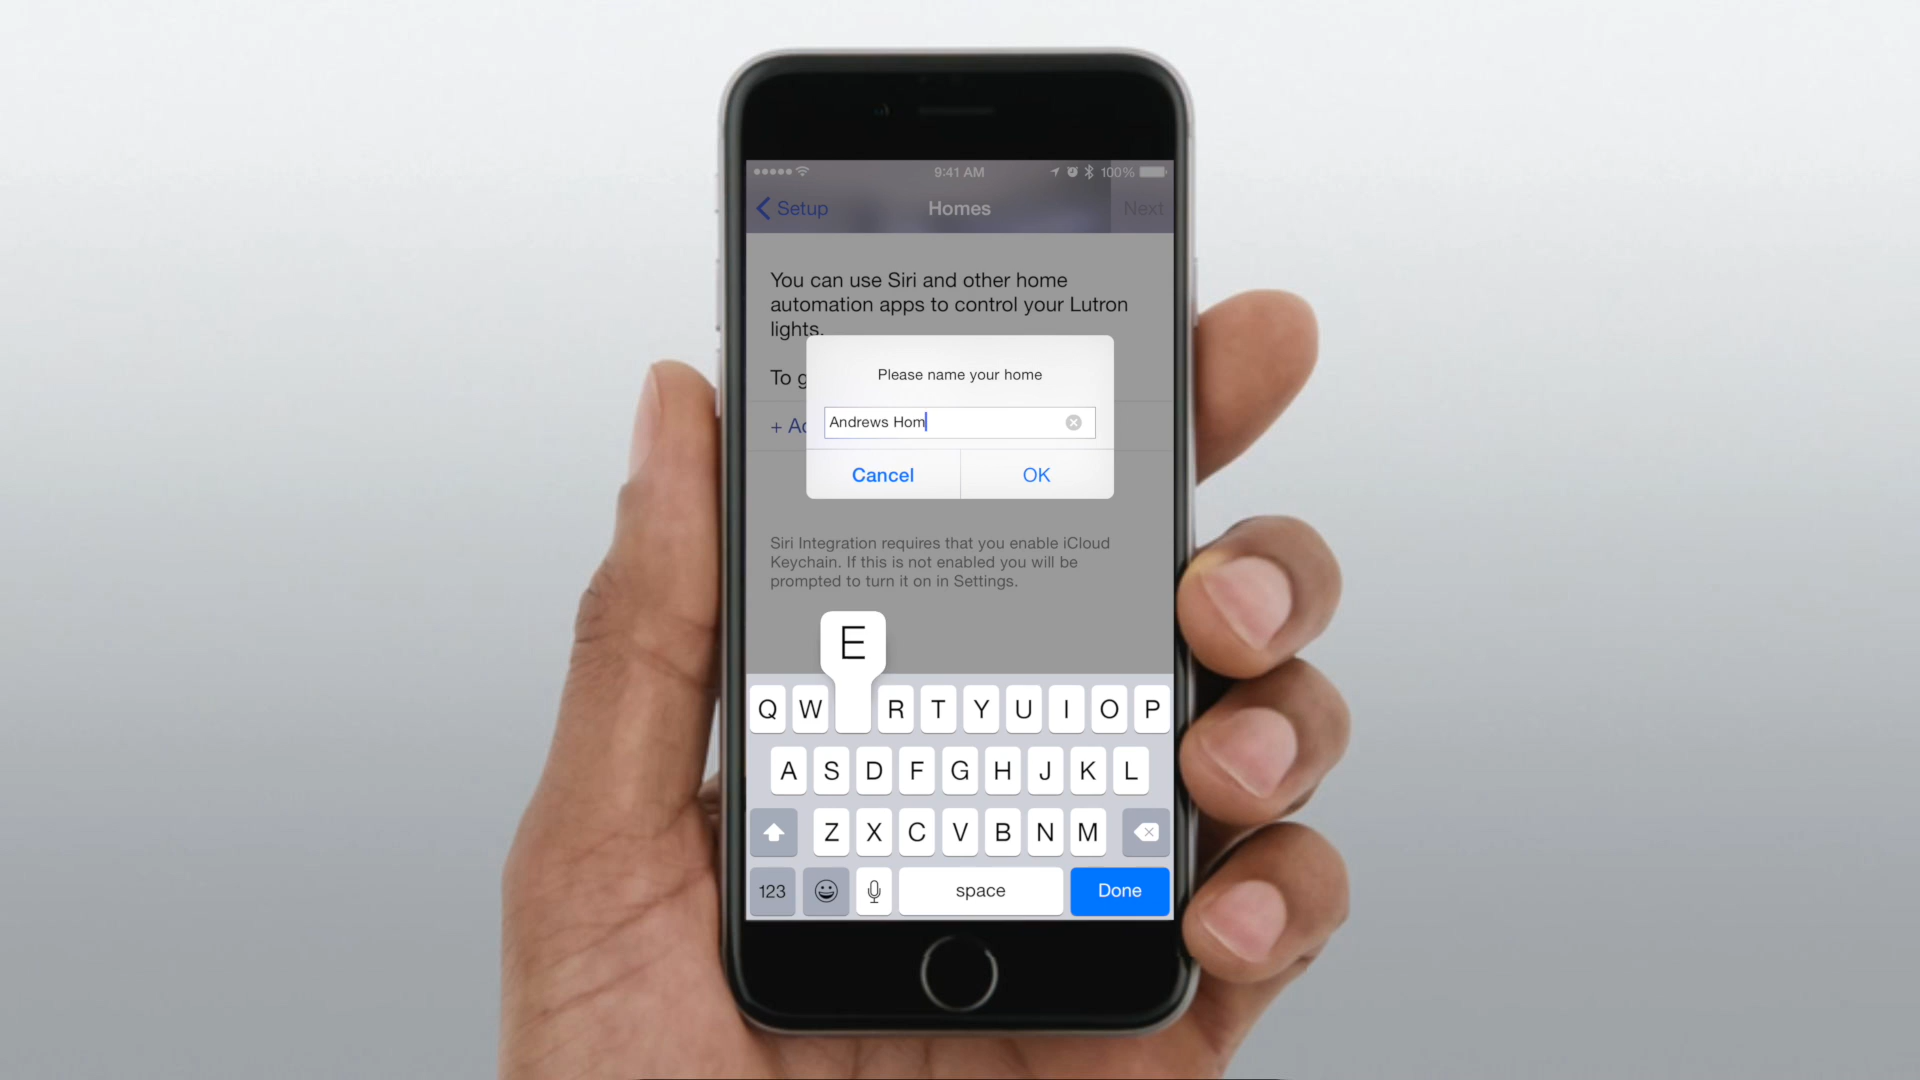 9:41 AM 100%
Setup Homes Next
You can use Siri and other home
automation apps to control your Lutron
lights.
To g
+ Ad
Please name your home
Andrews Hom
Cancel OK
Siri Integration requires that you enable iCloud
Keychain. If this is not enabled you will be
prompted to turn it on in Settings.
E
Q W R T Y U I O P
A S D F G H J K L
Z X C V B N M
123 space Done